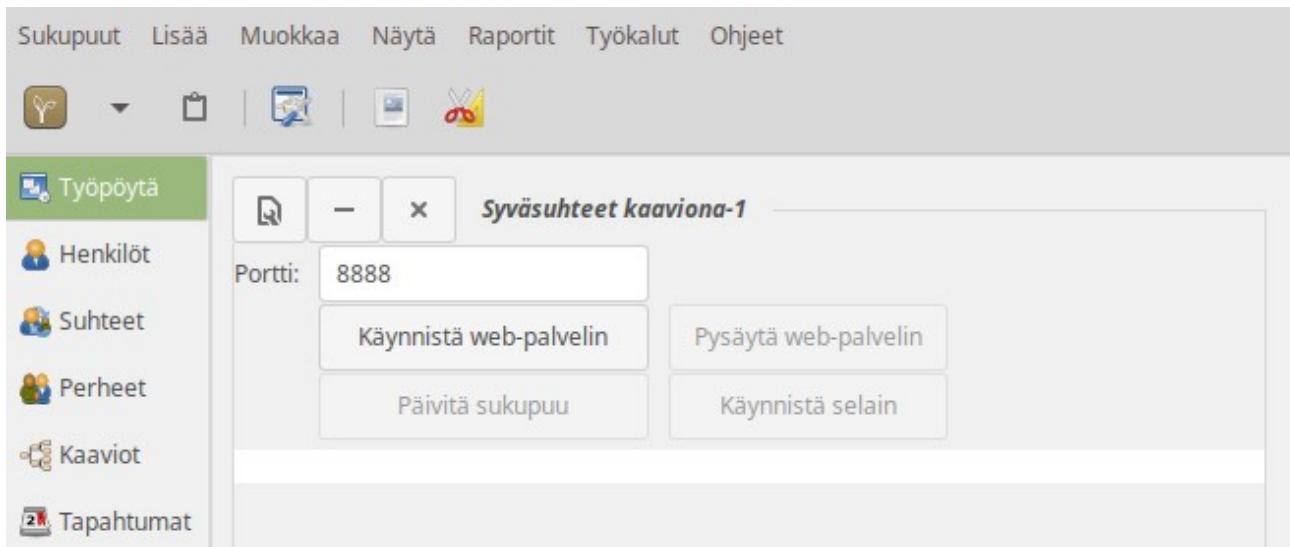 Sukupuut Lisää Muokkaa Näytä Raportit Työkalut Ohjeet
Työpöytä
Henkilöt
Suhteet
Perheet
Kaaviot
Tapahtumat
Syväsuhteet kaaviona-1
Portti: 8888
Käynnistä web-palvelin Pysäytä web-palvelin
Päivitä sukupuu Käynnistä selain